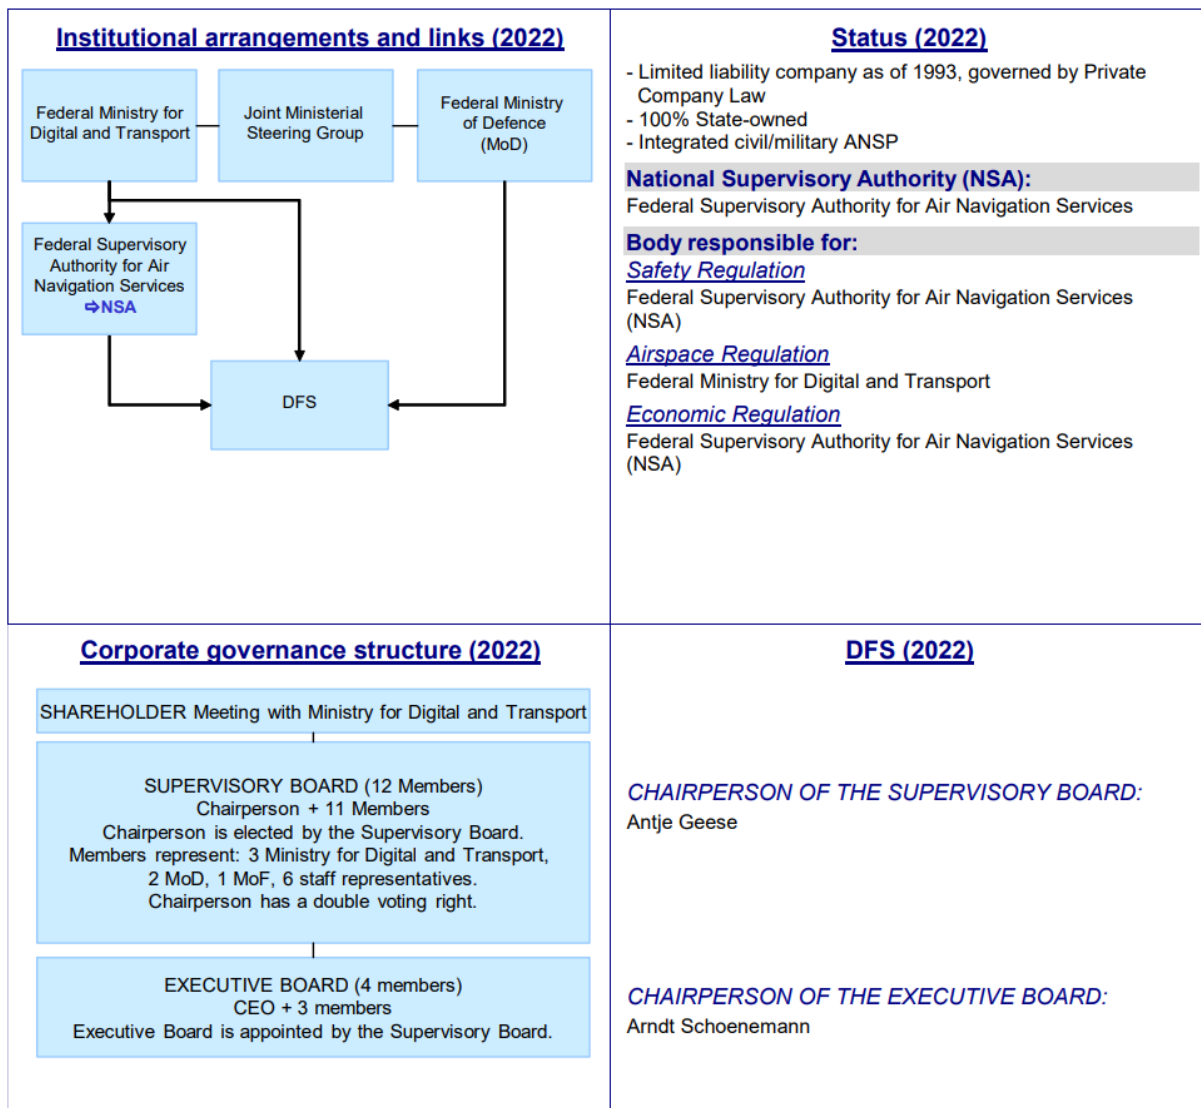 Institutional arrangements and links (2022)
Federal Ministry for
Digital and Transport
Joint Ministerial
Steering Group
Federal Ministry
of Defence
(MoD)
Federal Supervisory
Authority for Air
Navigation Services
⇨NSA
DFS
Status (2022)
- Limited liability company as of 1993, governed by Private
Company Law
- 100% State-owned
- Integrated civil/military ANSP
National Supervisory Authority (NSA):
Federal Supervisory Authority for Air Navigation Services
Body responsible for:
Safety Regulation
Federal Supervisory Authority for Air Navigation Services
(NSA)
Airspace Regulation
Federal Ministry for Digital and Transport
Economic Regulation
Federal Supervisory Authority for Air Navigation Services
(NSA)
Corporate governance structure (2022)
SHAREHOLDER Meeting with Ministry for Digital and Transport
SUPERVISORY BOARD (12 Members)
Chairperson + 11 Members
Chairperson is elected by the Supervisory Board.
Members represent: 3 Ministry for Digital and Transport,
2 MoD, 1 MoF, 6 staff representatives.
Chairperson has a double voting right.
EXECUTIVE BOARD (4 members)
CEO + 3 members
Executive Board is appointed by the Supervisory Board.
DFS (2022)
CHAIRPERSON OF THE SUPERVISORY BOARD:
Antje Geese
CHAIRPERSON OF THE EXECUTIVE BOARD:
Arndt Schoenemann